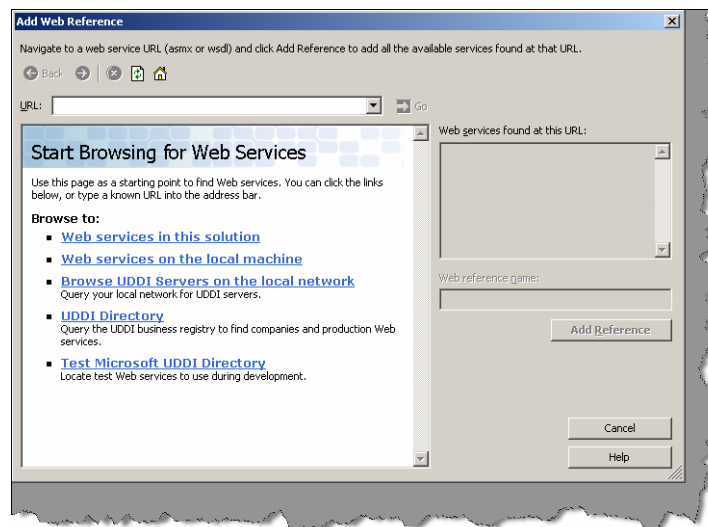 Add Web Reference
Navigate to a web service URL (asmx or wsdl) and click Add Reference to add all the available services found at that URL.
Back
URL:
Go
Start Browsing for Web Services
Use this page as a starting point to find Web services. You can click the links
below, or type a known URL into the address bar.
Browse to:
Web services in this solution
Web services on the local machine
Browse UDDI Servers on the local network
Query your local network for UDDI servers.
UDDI Directory
Query the UDDI business registry to find companies and production Web
services.
Test Microsoft UDDI Directory
Locate test Web services to use during development.
Web services found at this URL:
Web reference name:
Add Reference
Cancel
Help